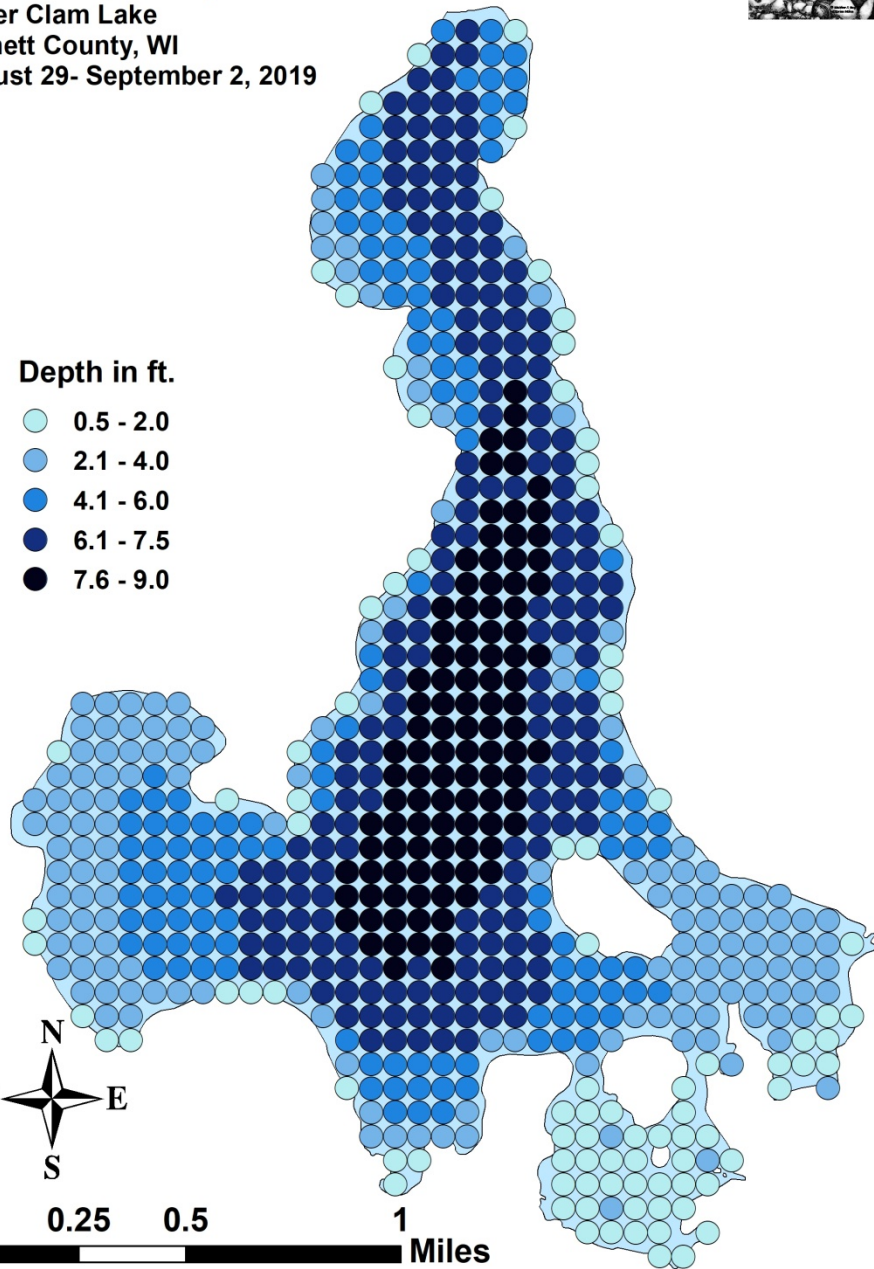 er Clam Lake
nett County, WI
ust 29- September 2, 2019
Depth in ft.
0.5 - 2.0
2.1 - 4.0
4.1 - 6.0
6.1 - 7.5
7.6 - 9.0
N
E
S
0.25 0.5 1
Miles